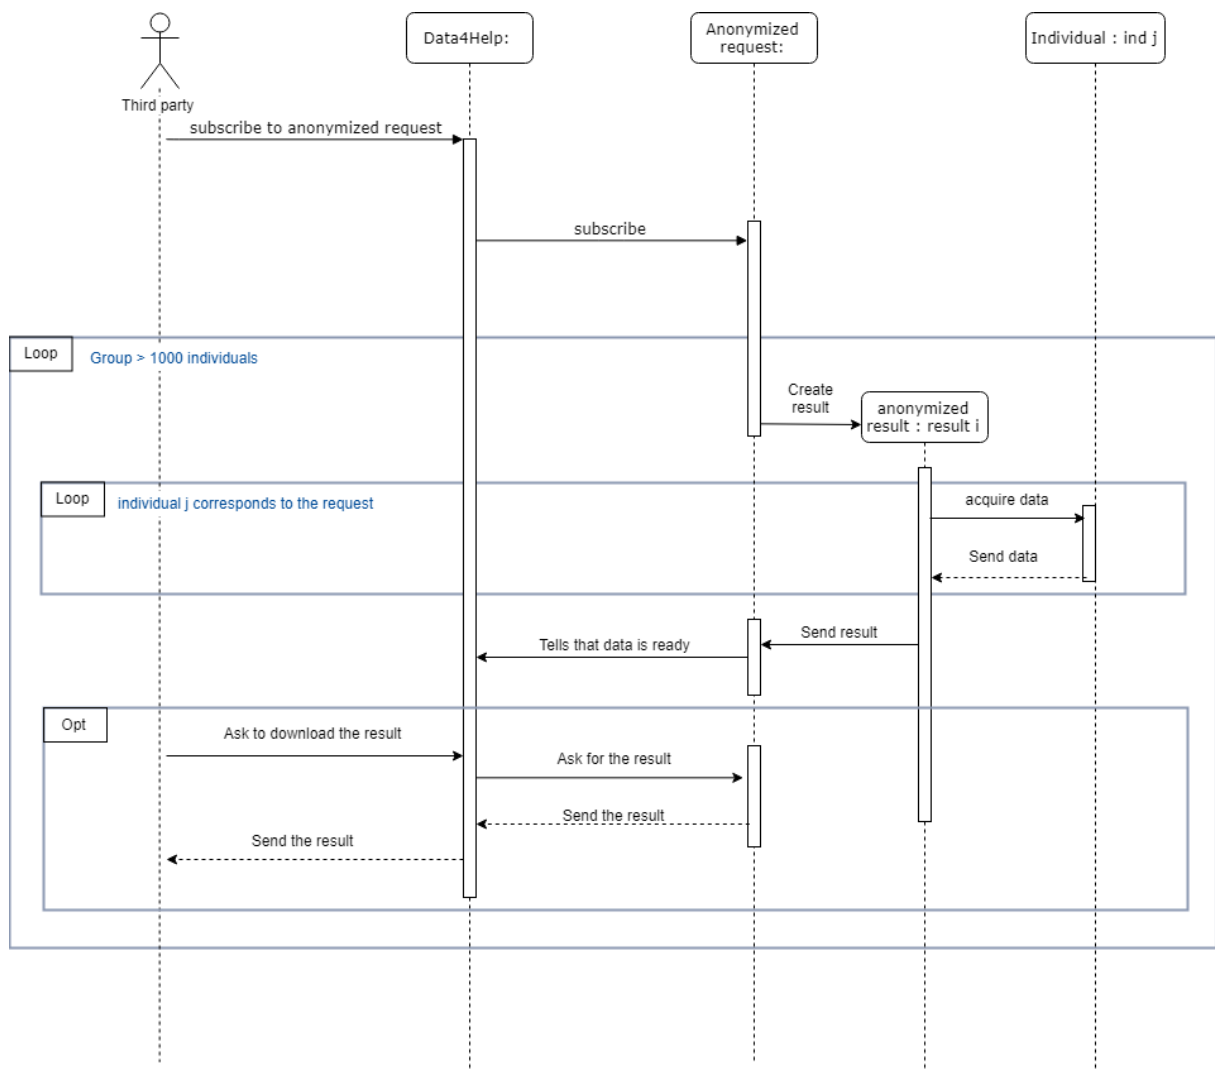 Data4Help:
Anonymized
request:
Individual : ind j
Third party
subscribe to anonymized request
subscribe
Loop
Group > 1000 individuals
Create
result
anonymized
result : result i
Loop
individual j corresponds to the request
acquire data
Send data
Send result
Tells that data is ready
Opt
Ask to download the result
Ask for the result
Send the result
Send the result